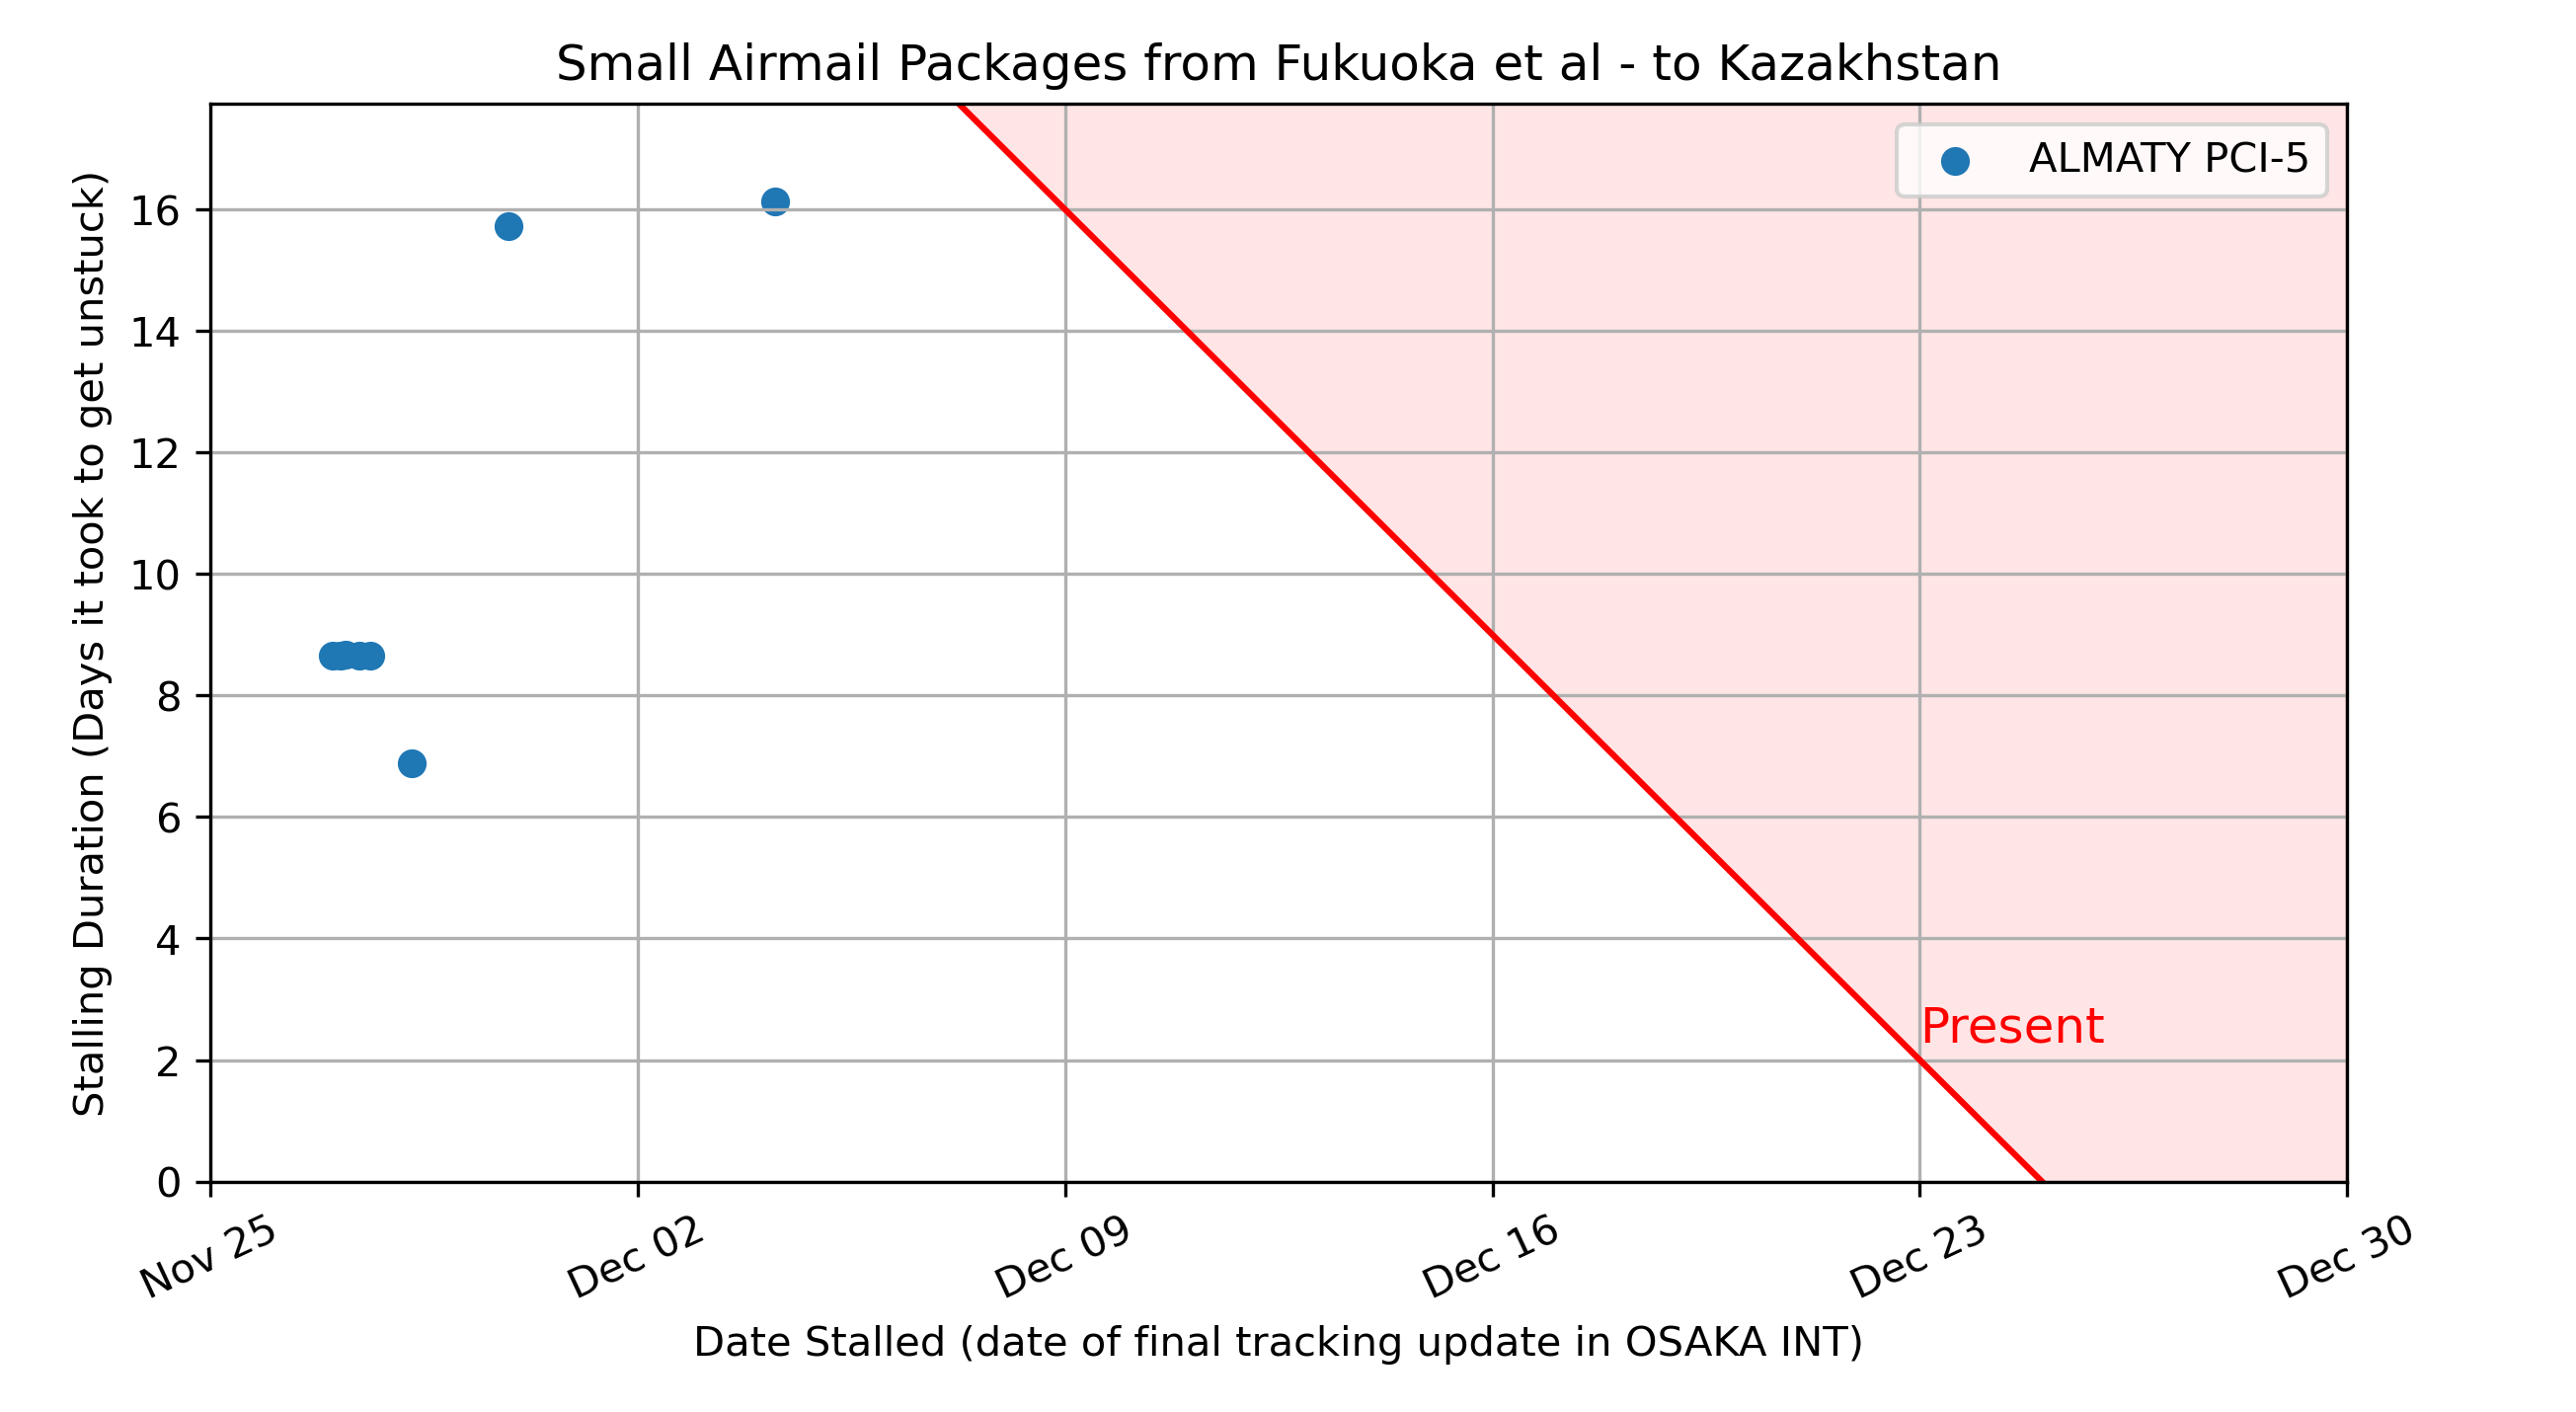 Small Airmail Packages from Fukuoka et al - to Kazakhstan
ALMATY PCI-5
Stalling Duration (Days it took to get unstuck)
16
14
12
10
8
6
4
2
0
Present
Nov 25
Dec 02
Dec 09
Dec 16
Dec 23
Dec 30
Date Stalled (date of final tracking update in OSAKA INT)